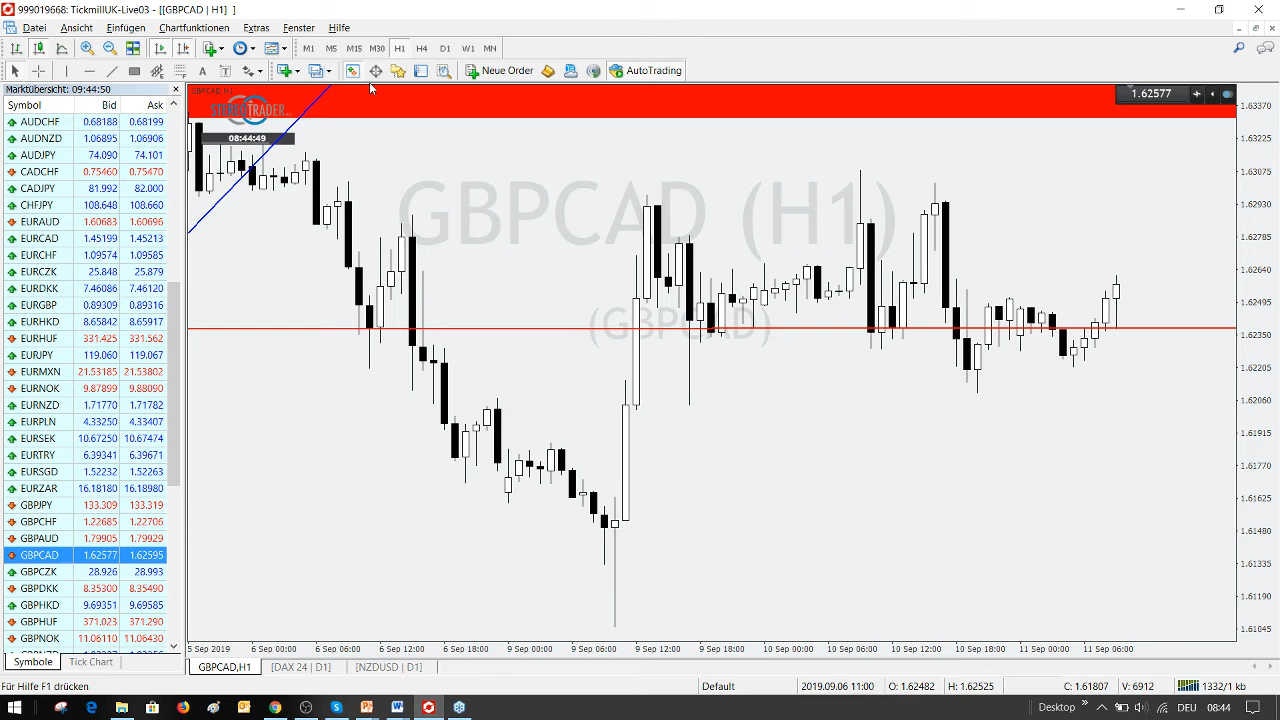 999019668: TickmillUK-Live03 - [[GBPCAD | H1]  ]
Datei Ansicht Einfügen Chartfunktionen Extras Fenster Hilfe
M1 M5 M15 M30 H1 H4 D1 W1 MN
A T New Order AutoTrading
Marktübersicht: 09:44:50
Symbol Bid Ask
AUDCHF 0.68188 0.68199
AUDNZD 1.06895 1.06906
AUDJPY 74.090 74.101
CADCHF 0.75460 0.75470
CADJPY 81.992 82.000
CHFJPY 108.648 108.660
EURAUD 1.60683 1.60696
EURCAD 1.45199 1.45213
EURCHF 1.09574 1.09585
EURCZK 25.848 25.879
EURDKK 7.46086 7.46120
EURGBP 0.89309 0.89316
EURHKD 8.65842 8.65917
EURHUF 331.425 331.562
EURJPY 119.060 119.067
EURMXN 21.53185 21.53802
EURNOK 9.87899 9.88090
EURNZD 1.71770 1.71782
EURPLN 4.33250 4.33407
EURSEK 10.67250 10.67474
EURTRY 6.39341 6.39671
EURSGD 1.52232 1.52263
EURZAR 16.18180 16.18980
GBPJPY 133.309 133.319
GBPCHF 1.22685 1.22706
GBPAUD 1.79905 1.79929
GBPCAD 1.62577 1.62595
GBPCZK 28.926 28.993
GBPDKK 8.35300 8.35490
GBPHKD 9.69351 9.69585
GBPHUF 371.023 371.290
GBPNOK 11.06110 11.06430
Symbole Tick Chart
GBPCAD,H1
STEREOTRADER
08:44:49
GBPCAD (H1)
(GBPCAD)
1.62577
1.63370
1.63220
1.63075
1.62930
1.62785
1.62640
1.62495
1.62350
1.62205
1.62060
1.61915
1.61770
1.61625
1.61480
1.61335
1.61190
1.61045
5 Sep 2019 6 Sep 00:00 6 Sep 06:00 6 Sep 12:00 6 Sep 18:00 9 Sep 00:00 9 Sep 06:00 9 Sep 12:00 9 Sep 18:00 10 Sep 00:00 10 Sep 06:00 10 Sep 12:00 10 Sep 18:00 11 Sep 00:00 11 Sep 06:00
GBPCAD,H1 [DAX 24 | D1] [NZDUSD | D1]
Für Hilfe F1 drücken Default 2019.09.06 11:00 O: 1.62482 H: 1.62525 C: 1.61807 V: 6912 1332/1 kb
Desktop DEU 08:44